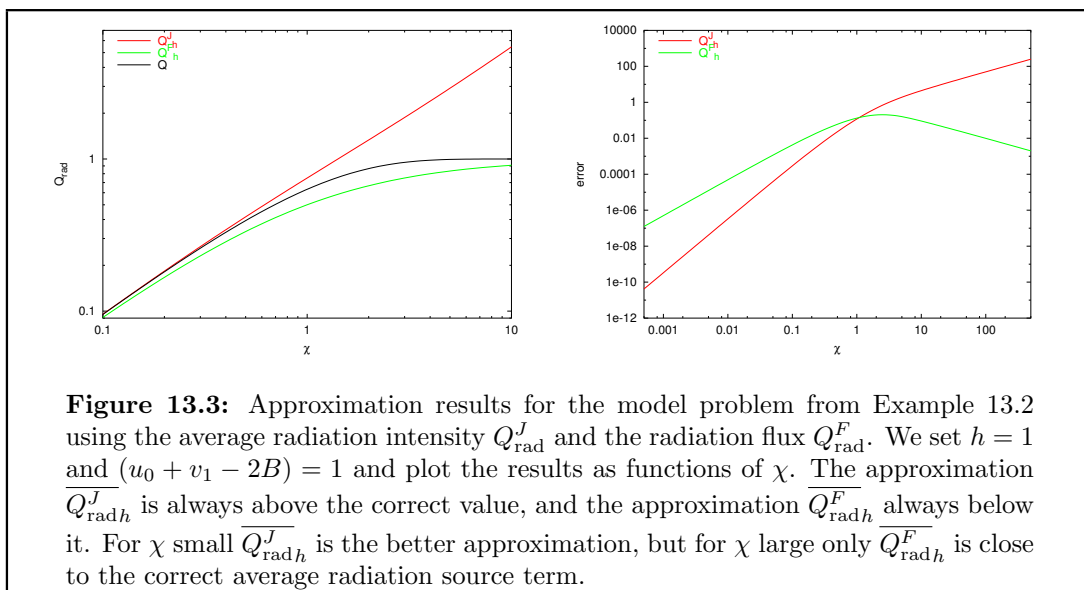 Q^J_h
Q^F_h
Q
1
0.1
Q_rad
0.1
1
10
χ
Q^J_h
Q^F_h
10000
100
1
0.01
0.0001
1e-06
1e-08
1e-10
1e-12
error
0.001
0.01
0.1
1
10
100
χ
Figure 13.3: Approximation results for the model problem from Example 13.2
using the average radiation intensity Q^J_rad and the radiation flux Q^F_rad. We set h = 1
and (u_0 + v_1 − 2B) = 1 and plot the results as functions of χ. The approximation
\overline{Q^J_rad}_h is always above the correct value, and the approximation \overline{Q^F_rad}_h always below
it. For χ small \overline{Q^J_rad}_h is the better approximation, but for χ large only \overline{Q^F_rad}_h is close
to the correct average radiation source term.